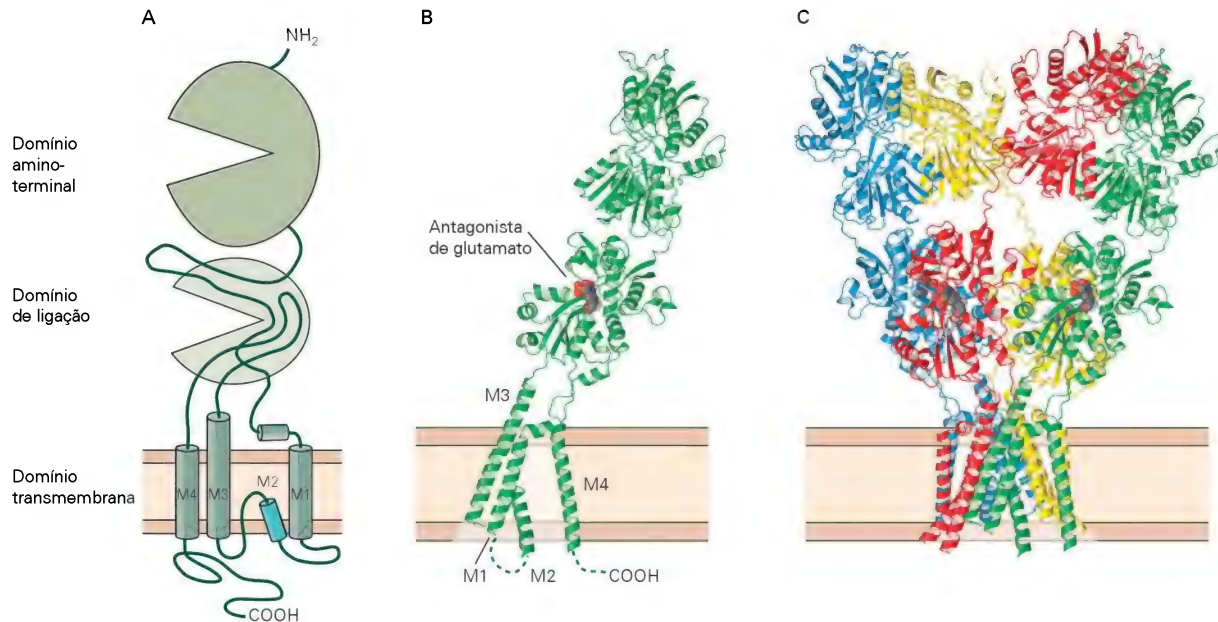 A
NH2
Domínio
amino-
terminal
Domínio
de ligação
Domínio
transmembrana
M4
M3
M2
M1
COOH
B
Antagonista
de glutamato
M3
M4
M1
M2
COOH
C